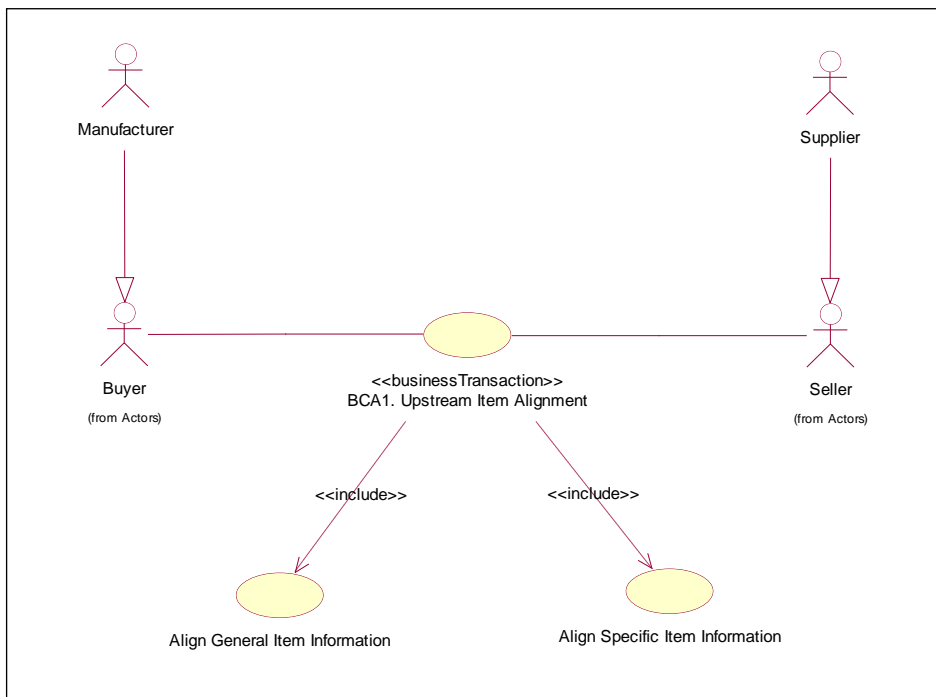 Manufacturer
Supplier
Buyer
(from Actors)
<<businessTransaction>>
BCA1. Upstream Item Alignment
Seller
(from Actors)
<<include>>
<<include>>
Align General Item Information
Align Specific Item Information